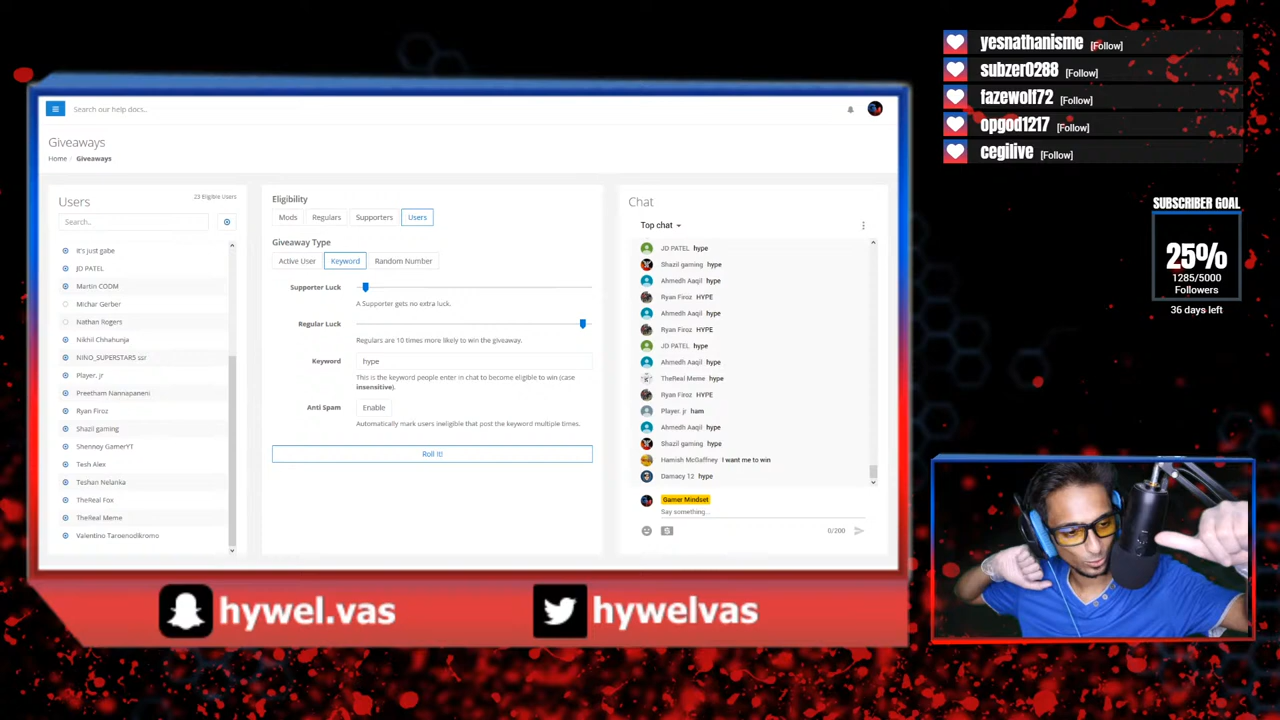 yesnathanisme [Follow]
subzer0288 [Follow]
fazewolf72 [Follow]
opgod1217 [Follow]
cegilive [Follow]
SUBSCRIBER GOAL
25%
1285/5000
Followers
36 days left
Search our help docs..
Giveaways
Home / Giveaways
Users
23 Eligible Users
Search..
It's just gabe
JD PATEL
Martin CODM
Michar Gerber
Nathan Rogers
Nikhil Chhahunja
NINO_SUPERSTARS ssr
Player. jr
Preetham Nannapaneni
Ryan Firoz
Shazil gaming
Shennoy GamerYT
Tesh Alex
Teshan Nelanka
TheReal Fox
TheReal Meme
Valentino Taroenodikromo
Eligibility
Mods Regulars Supporters Users
Giveaway Type
Active User Keyword Random Number
Supporter Luck
A Supporter gets no extra luck.
Regular Luck
Regulars are 10 times more likely to win the giveaway.
Keyword hype
This is the keyword people enter in chat to become eligible to win (case
insensitive).
Anti Spam Enable
Automatically mark users ineligible that post the keyword multiple times.
Roll It!
Chat
Top chat
JD PATEL hype
Shazil gaming hype
Ahmedh Aaqil hype
Ryan Firoz HYPE
Ahmedh Aaqil hype
Ryan Firoz HYPE
JD PATEL hype
Ahmedh Aaqil hype
TheReal Meme hype
Ryan Firoz HYPE
Player. jr ham
Ahmedh Aaqil hype
Shazil gaming hype
Hamish McGaffney I want me to win
Damacy 12 hype
Gamer Mindset
Say something...
0/200
hywel.vas
hywelvas